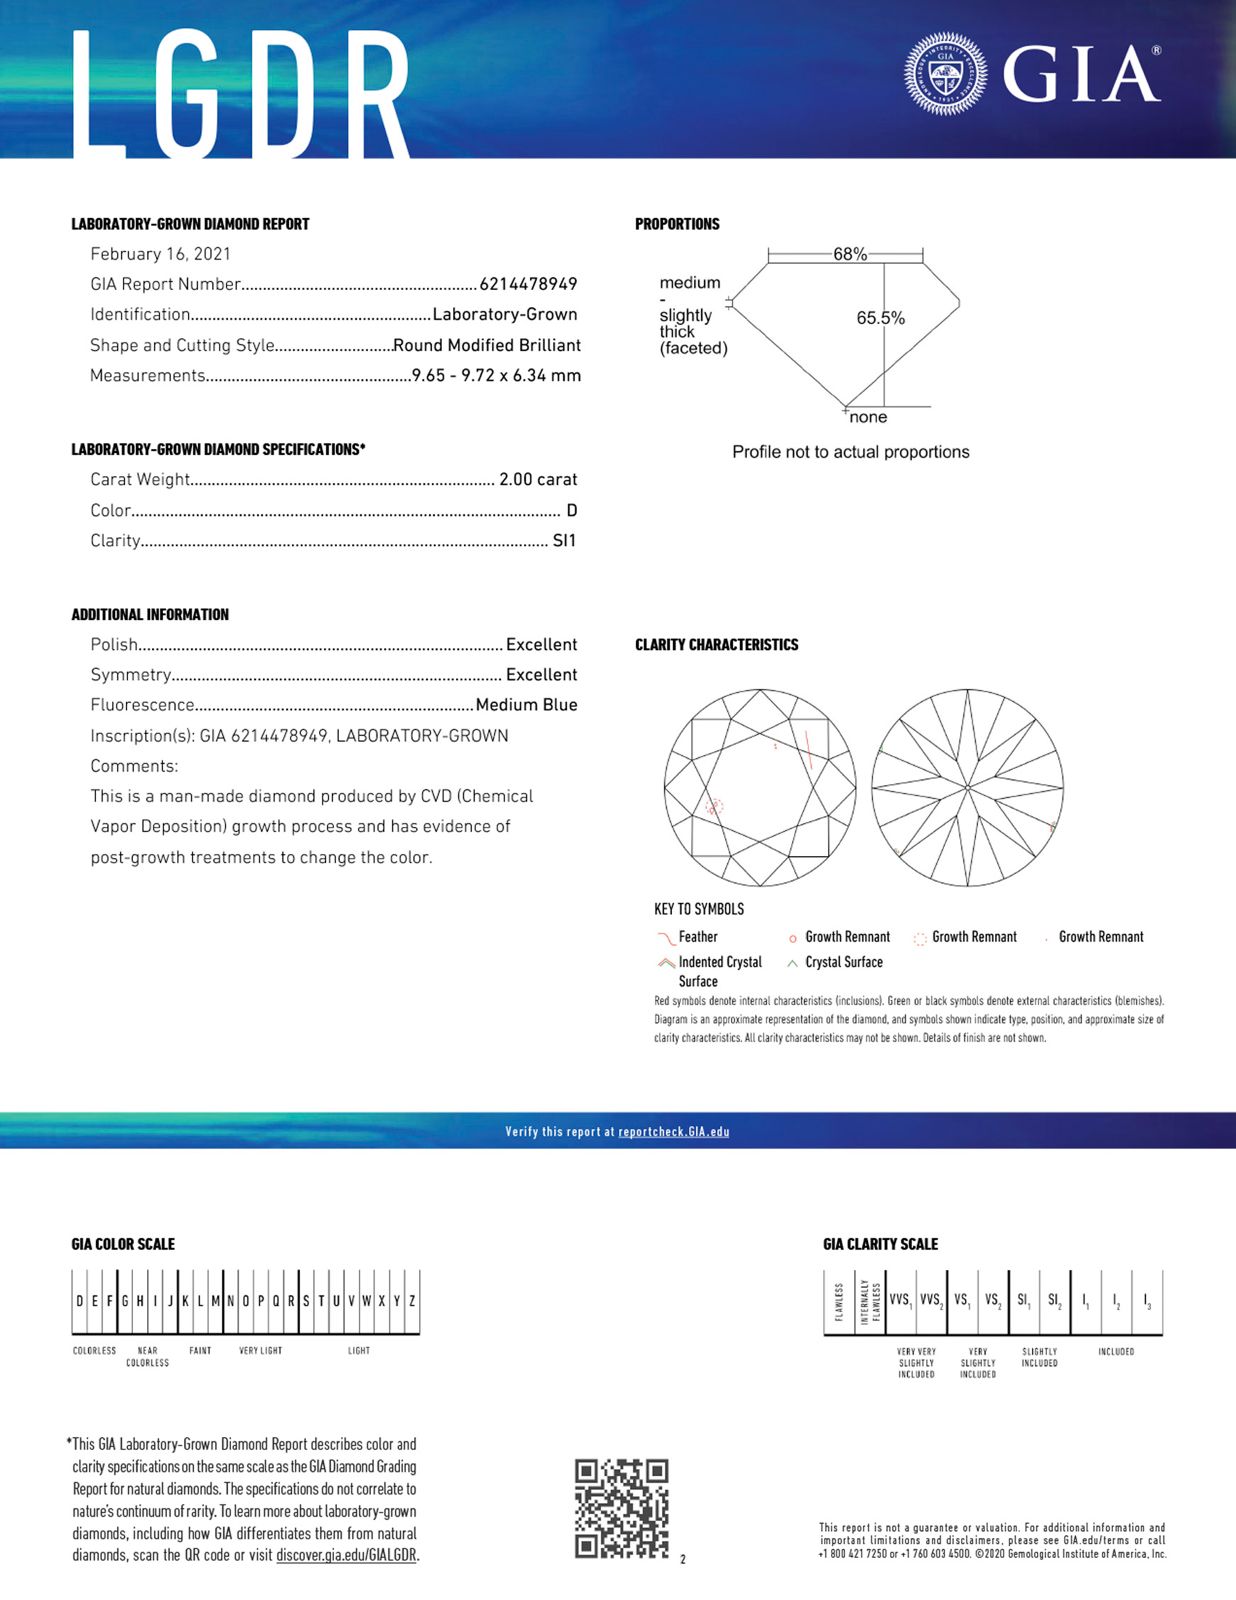 LGDR
GIA®
LABORATORY-GROWN DIAMOND REPORT
February 16, 2021
GIA Report Number.......................................................6214478949
Identification........................................................Laboratory-Grown
Shape and Cutting Style............................Round Modified Brilliant
Measurements................................................9.65 - 9.72 x 6.34 mm
LABORATORY-GROWN DIAMOND SPECIFICATIONS*
Carat Weight....................................................................... 2.00 carat
Color.................................................................................................... D
Clarity............................................................................................... SI1
ADDITIONAL INFORMATION
Polish..................................................................................... Excellent
Symmetry............................................................................. Excellent
Fluorescence.................................................................Medium Blue
Inscription(s): GIA 6214478949, LABORATORY-GROWN
Comments:
This is a man-made diamond produced by CVD (Chemical
Vapor Deposition) growth process and has evidence of
post-growth treatments to change the color.
PROPORTIONS
68%
medium
-
slightly
thick
(faceted)
65.5%
none
Profile not to actual proportions
CLARITY CHARACTERISTICS
KEY TO SYMBOLS
Feather
Growth Remnant
Growth Remnant
Growth Remnant
Indented Crystal
Surface
Crystal Surface
Red symbols denote internal characteristics (inclusions). Green or black symbols denote external characteristics (blemishes).
Diagram is an approximate representation of the diamond, and symbols shown indicate type, position, and approximate size of
clarity characteristics. All clarity characteristics may not be shown. Details of finish are not shown.
Verify this report at reportcheck.GIA.edu
GIA COLOR SCALE
D E F G H I J K L M N O P Q R S T U V W X Y Z
COLORLESS
NEAR
COLORLESS
FAINT
VERY LIGHT
LIGHT
GIA CLARITY SCALE
FLAWLESS
INTERNALLY
FLAWLESS
VVS1 VVS2 VS1 VS2 SI1 SI2 I1 I2 I3
VERY VERY
SLIGHTLY
INCLUDED
VERY
SLIGHTLY
INCLUDED
SLIGHTLY
INCLUDED
INCLUDED
*This GIA Laboratory-Grown Diamond Report describes color and
clarity specifications on the same scale as the GIA Diamond Grading
Report for natural diamonds. The specifications do not correlate to
nature's continuum of rarity. To learn more about laboratory-grown
diamonds, including how GIA differentiates them from natural
diamonds, scan the QR code or visit discover.gia.edu/GIALGDR.
2
This report is not a guarantee or valuation. For additional information and
important limitations and disclaimers, please see GIA.edu/terms or call
+1 800 421 7250 or +1 760 603 4500. ©2020 Gemological Institute of America, Inc.